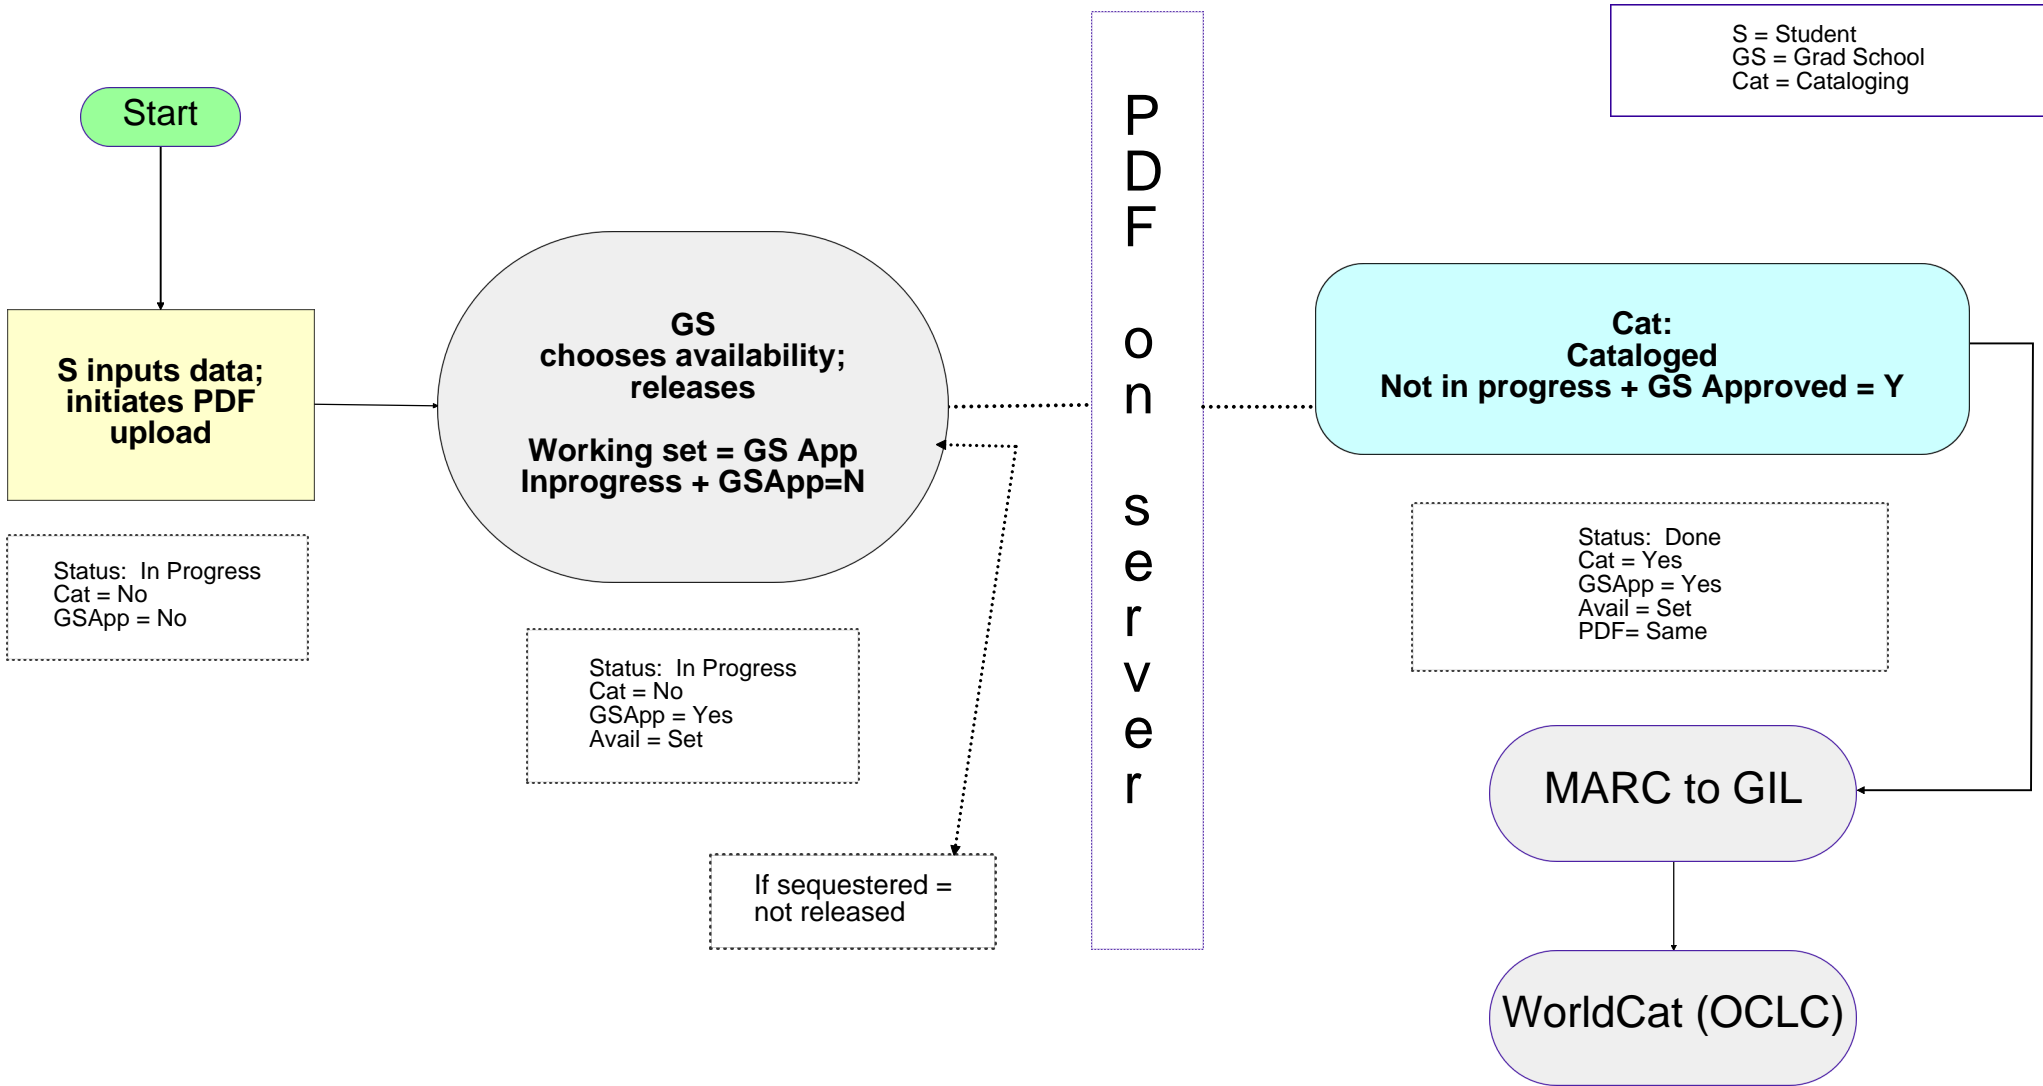 S = Student
GS = Grad School
Cat = Cataloging
Start
S inputs data;
initiates PDF
upload
Status:  In Progress
Cat = No
GSApp = No
GS
chooses availability;
releases
Working set = GS App
Inprogress + GSApp=N
Status:  In Progress
Cat = No
GSApp = Yes
Avail = Set
If sequestered =
not released
P
D
F
o
n
s
e
r
v
e
r
Cat:
Cataloged
Not in progress + GS Approved = Y
Status:  Done
Cat = Yes
GSApp = Yes
Avail = Set
PDF= Same
MARC to GIL
WorldCat (OCLC)